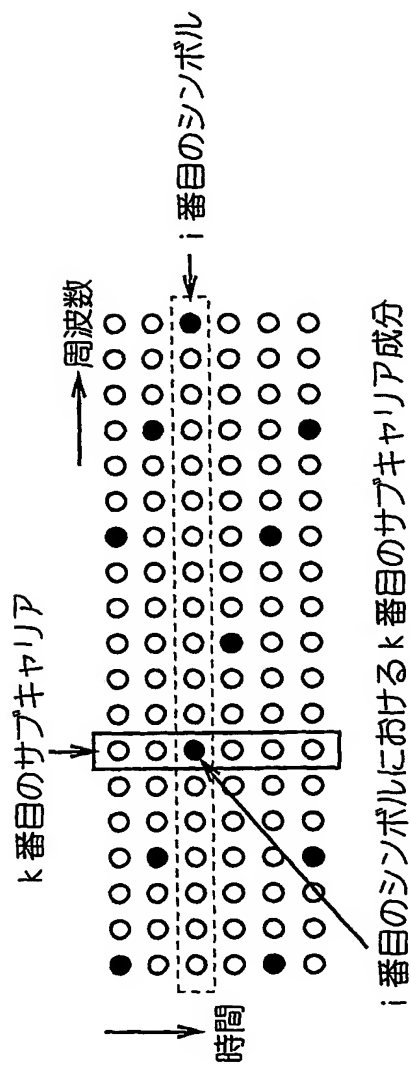 k番目のサブキャリア
周波数
i番目のシンボル
時間
i番目のシンボルにおけるk番目のサブキャリア成分